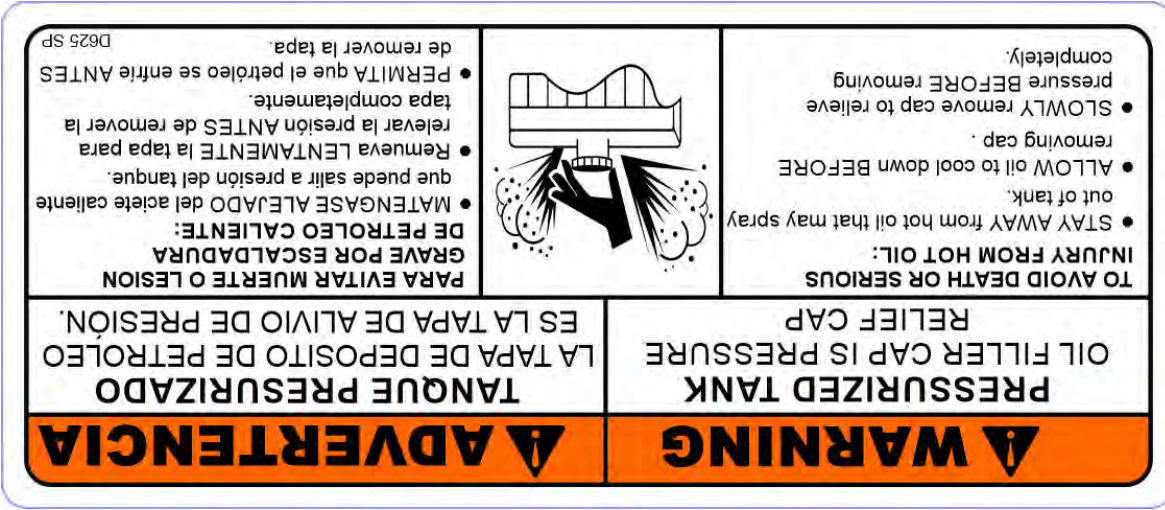 WARNING
PRESSURIZED TANK
OIL FILLER CAP IS PRESSURE
RELIEF CAP
TO AVOID DEATH OR SERIOUS
INJURY FROM HOT OIL:
• STAY AWAY from hot oil that may spray
out of tank.
• ALLOW oil to cool down BEFORE
removing cap .
• SLOWLY remove cap to relieve
pressure BEFORE removing
completely.
ADVERTENCIA
TANQUE PRESURIZADO
LA TAPA DE DEPOSITO DE PETROLEO
ES LA TAPA DE ALIVIO DE PRESIÓN.
PARA EVITAR MUERTE O LESION
GRAVE POR ESCALDADURA
DE PETROLEO CALIENTE:
• MATENGASE ALEJADO del aciete caliente
que puede salir a presión del tanque.
• Remueva LENTAMENTE la tapa para
relevar la presión ANTES de remover la
tapa completamente.
• PERMITA que el petróleo se enfríe ANTES
de remover la tapa.
D625 SP